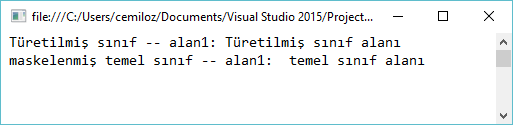 file:///C:/Users/cemiloz/Documents/Visual Studio 2015/Project...
Türetilmiş sınıf -- alan1: Türetilmiş sınıf alanı
maskelenmiş temel sınıf -- alan1:  temel sınıf alanı